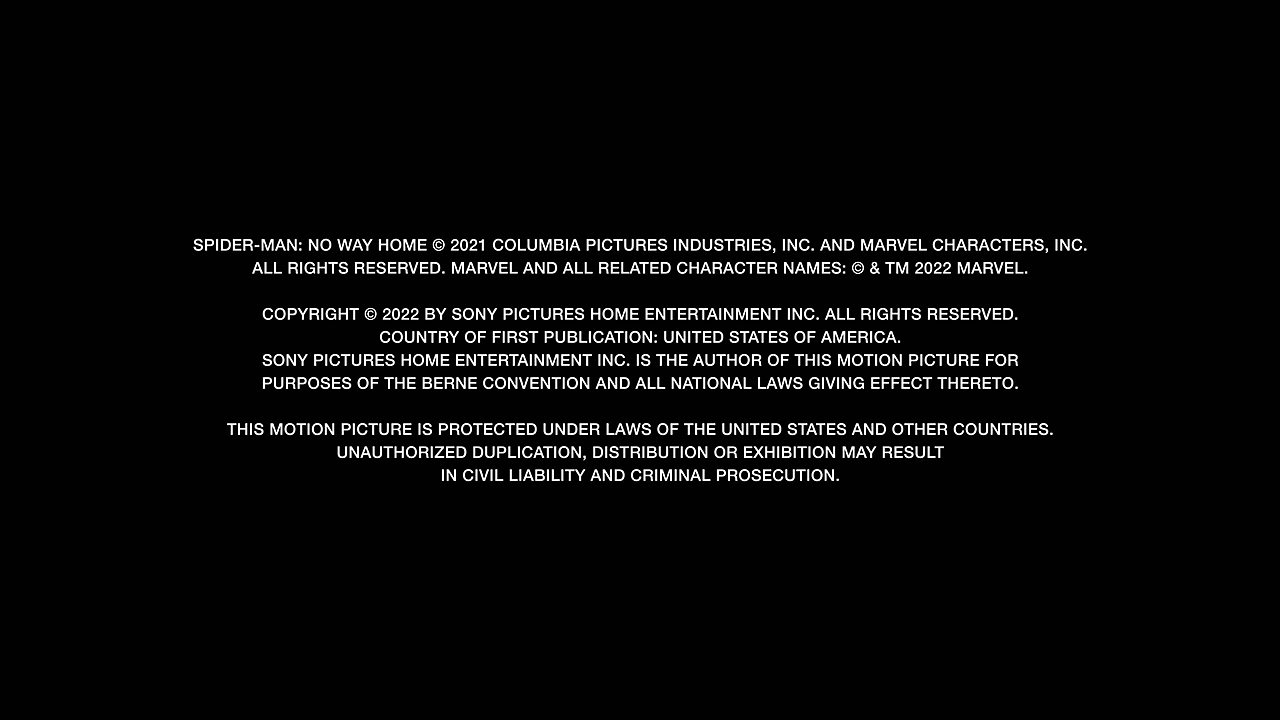 SPIDER-MAN: NO WAY HOME © 2021 COLUMBIA PICTURES INDUSTRIES, INC. AND MARVEL CHARACTERS, INC.
ALL RIGHTS RESERVED. MARVEL AND ALL RELATED CHARACTER NAMES: © & TM 2022 MARVEL.
COPYRIGHT © 2022 BY SONY PICTURES HOME ENTERTAINMENT INC. ALL RIGHTS RESERVED.
COUNTRY OF FIRST PUBLICATION: UNITED STATES OF AMERICA.
SONY PICTURES HOME ENTERTAINMENT INC. IS THE AUTHOR OF THIS MOTION PICTURE FOR
PURPOSES OF THE BERNE CONVENTION AND ALL NATIONAL LAWS GIVING EFFECT THERETO.
THIS MOTION PICTURE IS PROTECTED UNDER LAWS OF THE UNITED STATES AND OTHER COUNTRIES.
UNAUTHORIZED DUPLICATION, DISTRIBUTION OR EXHIBITION MAY RESULT
IN CIVIL LIABILITY AND CRIMINAL PROSECUTION.